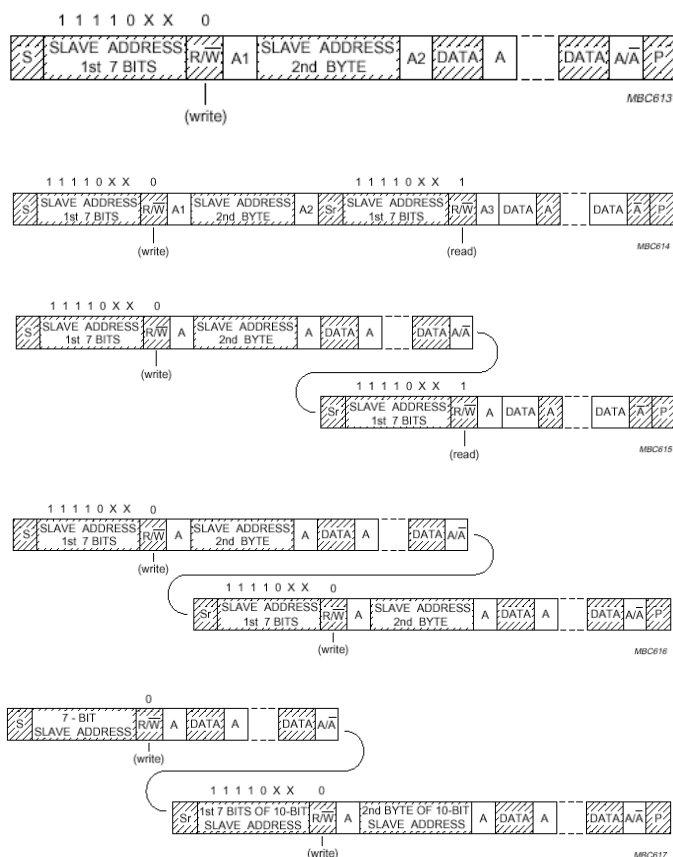 1 1 1 1 0 X X 0
S SLAVE ADDRESS 1st 7 BITS R/W̅ A1 SLAVE ADDRESS 2nd BYTE A2 DATA A DATA A/A̅ P
(write)
MBC613
1 1 1 1 0 X X 0 1 1 1 1 0 X X 1
S SLAVE ADDRESS 1st 7 BITS R/W̅ A1 SLAVE ADDRESS 2nd BYTE A2 Sr SLAVE ADDRESS 1st 7 BITS R/W̅ A3 DATA A DATA A̅ P
(write) (read)
MBC614
1 1 1 1 0 X X 0
S SLAVE ADDRESS 1st 7 BITS R/W̅ A SLAVE ADDRESS 2nd BYTE A DATA A DATA A/A̅
(write)
1 1 1 1 0 X X 1
Sr SLAVE ADDRESS 1st 7 BITS R/W̅ A DATA A DATA A̅ P
(read)
MBC615
1 1 1 1 0 X X 0
S SLAVE ADDRESS 1st 7 BITS R/W̅ A SLAVE ADDRESS 2nd BYTE A DATA A DATA A/A̅
(write)
1 1 1 1 0 X X 0
Sr SLAVE ADDRESS 1st 7 BITS R/W̅ A SLAVE ADDRESS 2nd BYTE A DATA A DATA A/A̅ P
(write)
MBC616
0
S 7 - BIT SLAVE ADDRESS R/W̅ A DATA A DATA A/A̅
(write)
1 1 1 1 0 X X 0
Sr 1st 7 BITS OF 10-BIT SLAVE ADDRESS R/W̅ A 2nd BYTE OF 10-BIT SLAVE ADDRESS A DATA A DATA A/A̅ P
(write)
MBC617